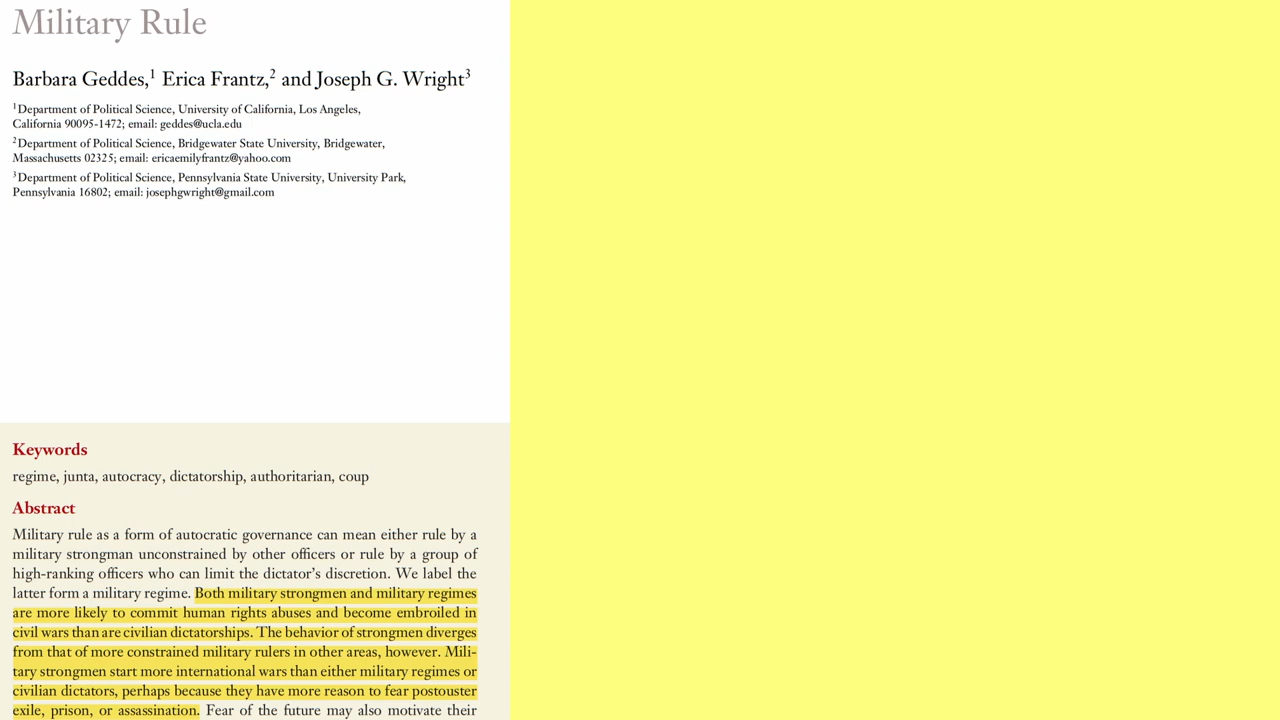 Military Rule
Barbara Geddes,1 Erica Frantz,2 and Joseph G. Wright3
1Department of Political Science, University of California, Los Angeles,
California 90095-1472; email: geddes@ucla.edu
2Department of Political Science, Bridgewater State University, Bridgewater,
Massachusetts 02325; email: ericaemilyfrantz@yahoo.com
3Department of Political Science, Pennsylvania State University, University Park,
Pennsylvania 16802; email: josephgwright@gmail.com
Keywords
regime, junta, autocracy, dictatorship, authoritarian, coup
Abstract
Military rule as a form of autocratic governance can mean either rule by a
military strongman unconstrained by other officers or rule by a group of
high-ranking officers who can limit the dictator's discretion. We label the
latter form a military regime. Both military strongmen and military regimes
are more likely to commit human rights abuses and become embroiled in
civil wars than are civilian dictatorships. The behavior of strongmen diverges
from that of more constrained military rulers in other areas, however. Mili-
tary strongmen start more international wars than either military regimes or
civilian dictators, perhaps because they have more reason to fear postouster
exile, prison, or assassination. Fear of the future may also motivate their